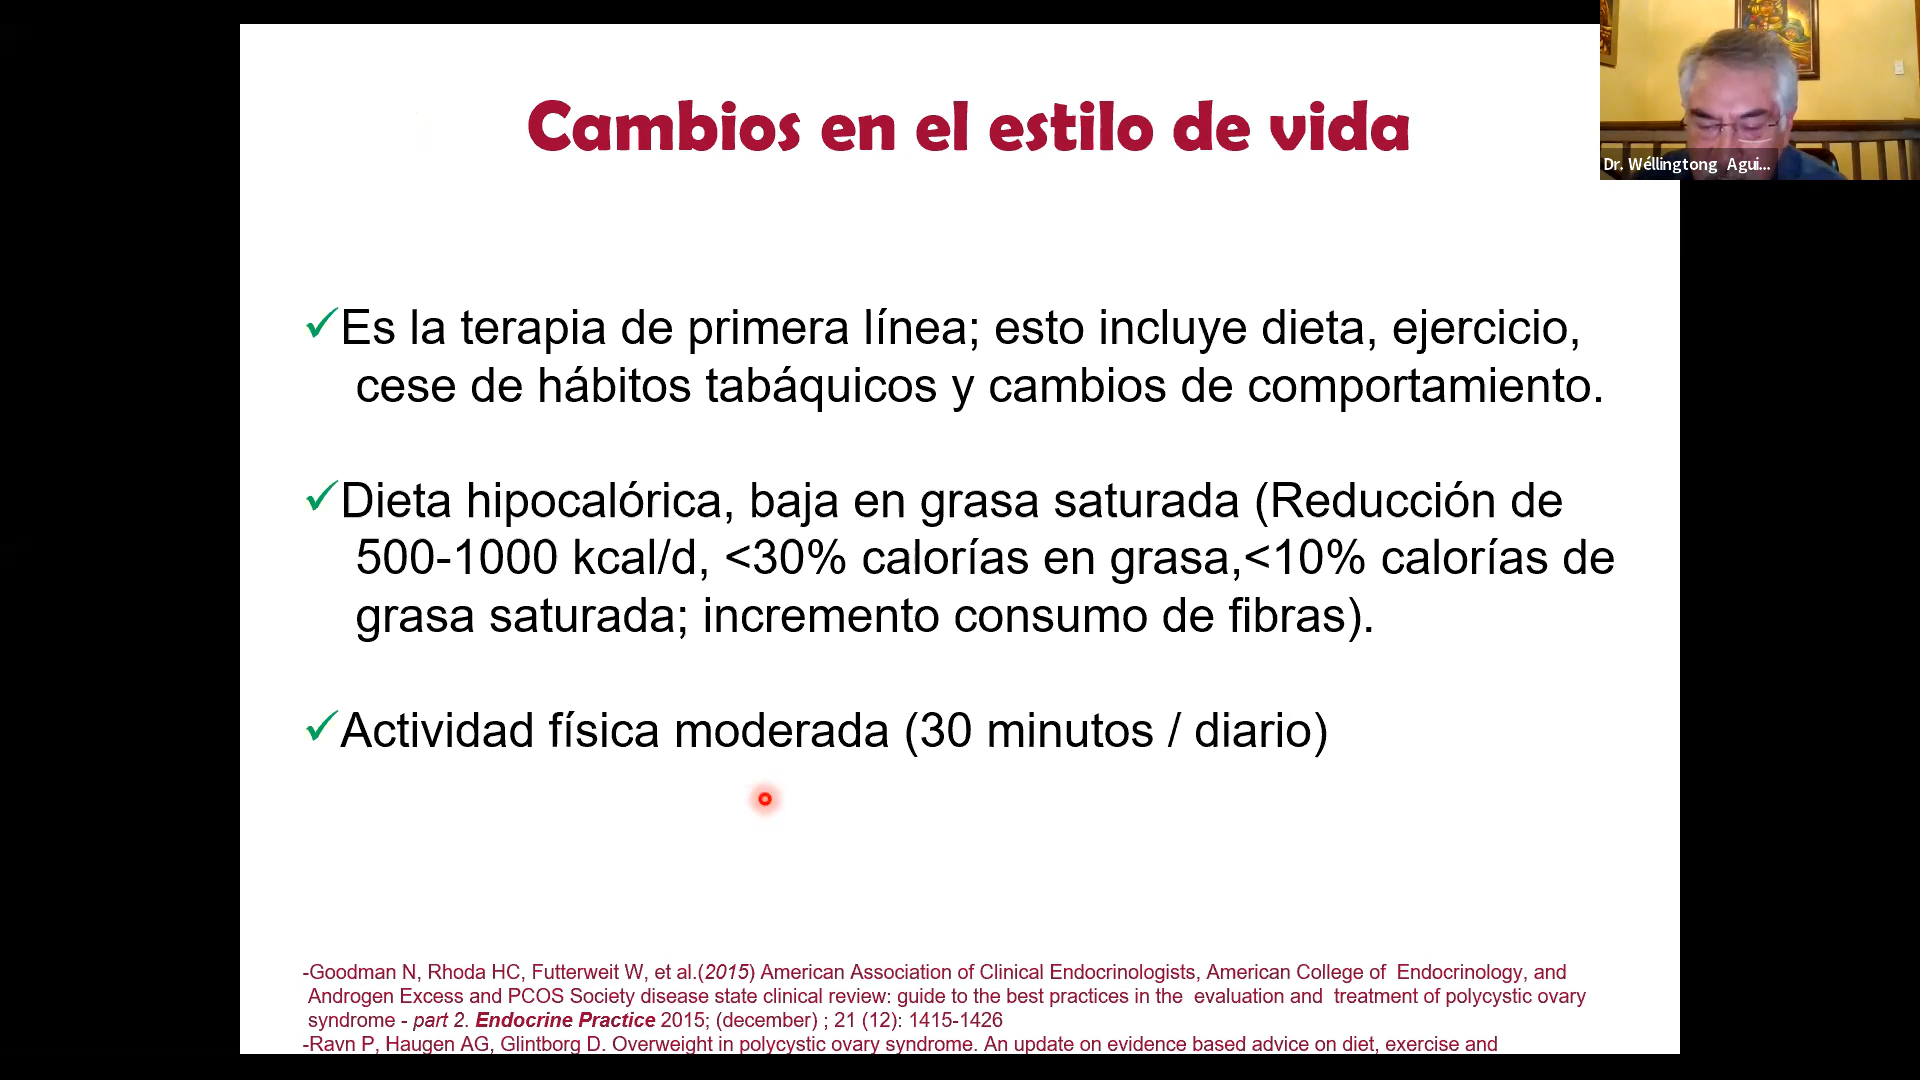 Cambios en el estilo de vida
Dr. Wéllingtong Agui...
✓Es la terapia de primera línea; esto incluye dieta, ejercicio,
cese de hábitos tabáquicos y cambios de comportamiento.
✓Dieta hipocalórica, baja en grasa saturada (Reducción de
500-1000 kcal/d, <30% calorías en grasa,<10% calorías de
grasa saturada; incremento consumo de fibras).
✓Actividad física moderada (30 minutos / diario)
-Goodman N, Rhoda HC, Futterweit W, et al.(2015) American Association of Clinical Endocrinologists, American College of Endocrinology, and
Androgen Excess and PCOS Society disease state clinical review: guide to the best practices in the evaluation and treatment of polycystic ovary
syndrome - part 2. Endocrine Practice 2015; (december) ; 21 (12): 1415-1426
-Ravn P, Haugen AG, Glintborg D. Overweight in polycystic ovary syndrome. An update on evidence based advice on diet, exercise and